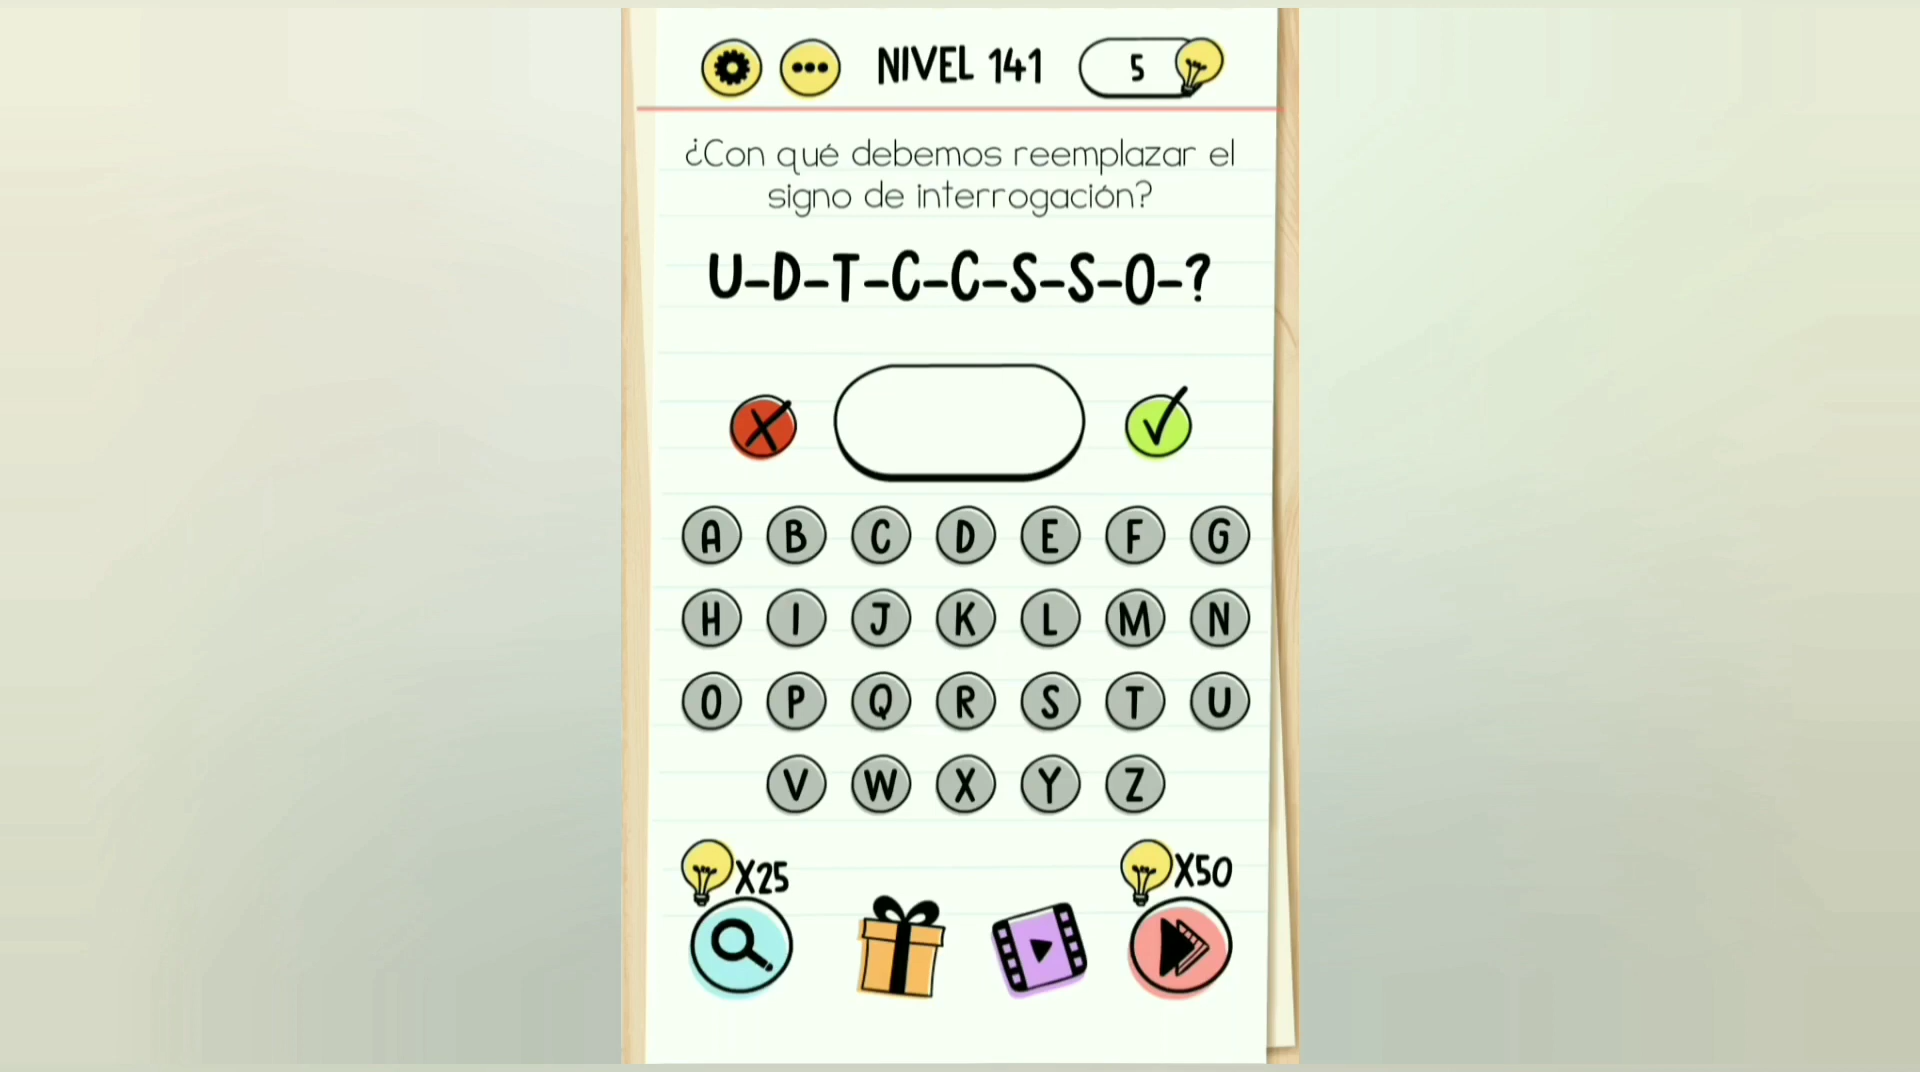 NIVEL 141
5
¿Con qué debemos reemplazar el
signo de interrogación?
U-D-T-C-C-S-S-O-?
A B C D E F G
H I J K L M N
O P Q R S T U
V W X Y Z
X25
X50